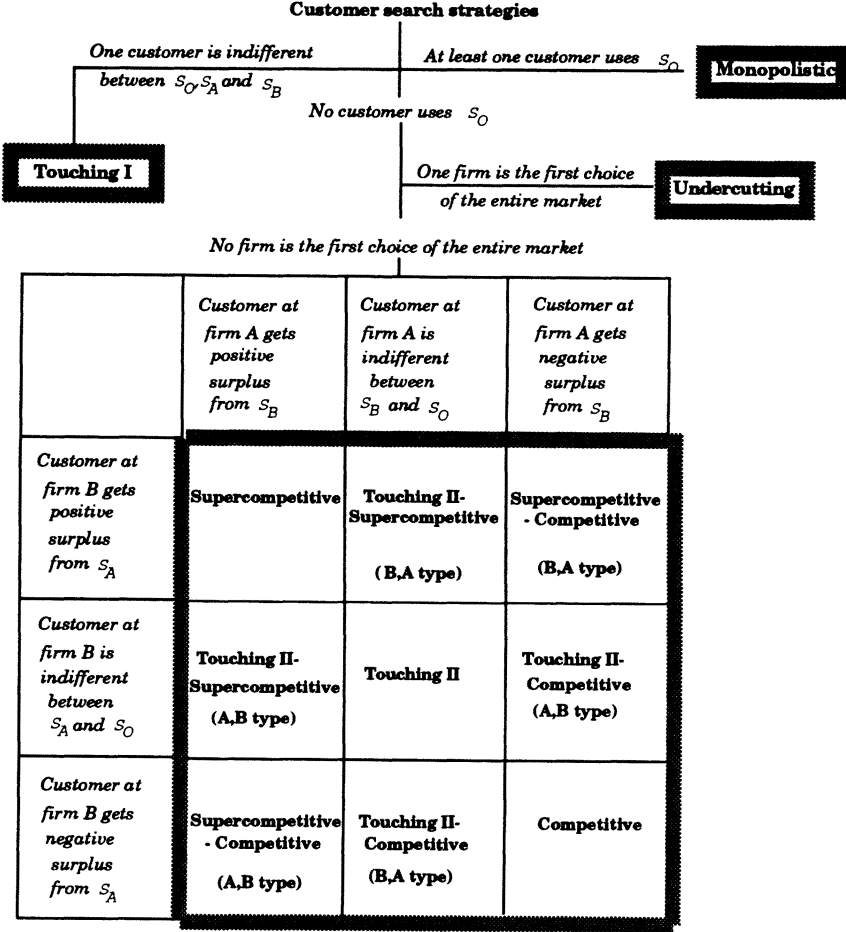 Customer search strategies
One customer is indifferent
between S_O, S_A and S_B
At least one customer uses S_O
Monopolistic
No customer uses S_O
Touching I
One firm is the first choice
of the entire market
Undercutting
No firm is the first choice of the entire market
Customer at
firm A gets
positive
surplus
from S_B
Customer at
firm A is
indifferent
between
S_B and S_O
Customer at
firm A gets
negative
surplus
from S_B
Customer at
firm B gets
positive
surplus
from S_A
Supercompetitive
Touching II-
Supercompetitive
(B,A type)
Supercompetitive
- Competitive
(B,A type)
Customer at
firm B is
indifferent
between
S_A and S_O
Touching II-
Supercompetitive
(A,B type)
Touching II
Touching II-
Competitive
(A,B type)
Customer at
firm B gets
negative
surplus
from S_A
Supercompetitive
- Competitive
(A,B type)
Touching II-
Competitive
(B,A type)
Competitive